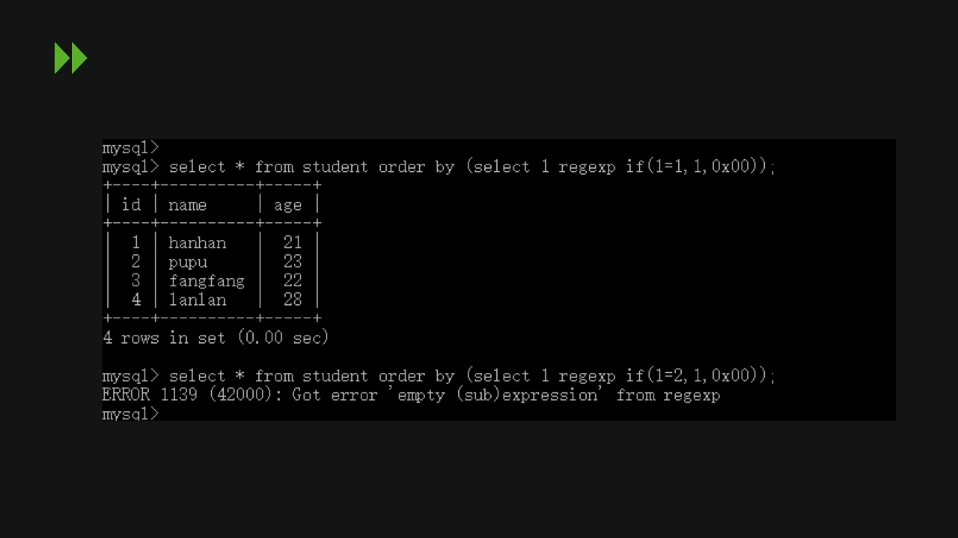 mysql>
mysql> select * from student order by (select 1 regexp if(1=1,1,0x00));
+----+----------+-----+
| id | name     | age |
+----+----------+-----+
|  1 | hanhan   |  21 |
|  2 | pupu     |  23 |
|  3 | fangfang |  22 |
|  4 | lanlan   |  28 |
+----+----------+-----+
4 rows in set (0.00 sec)
mysql> select * from student order by (select 1 regexp if(1=2,1,0x00));
ERROR 1139 (42000): Got error 'empty (sub)expression' from regexp
mysql>